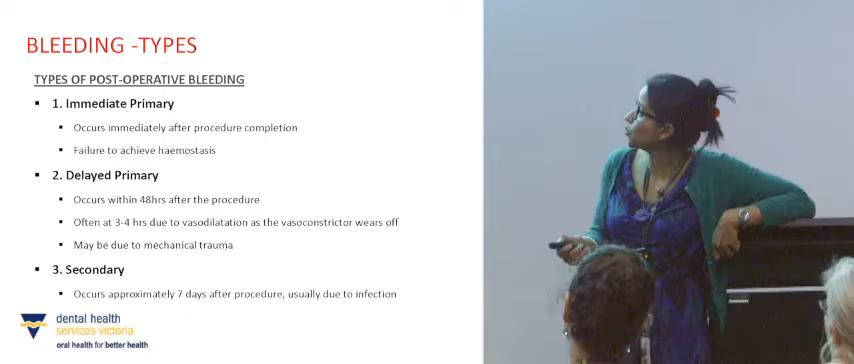 BLEEDING -TYPES
TYPES OF POST-OPERATIVE BLEEDING
1. Immediate Primary
Occurs immediately after procedure completion
Failure to achieve haemostasis
2. Delayed Primary
Occurs within 48hrs after the procedure
Often at 3-4 hrs due to vasodilatation as the vasoconstrictor wears off
May be due to mechanical trauma
3. Secondary
Occurs approximately 7 days after procedure, usually due to infection
dental health
services victoria
oral health for better health